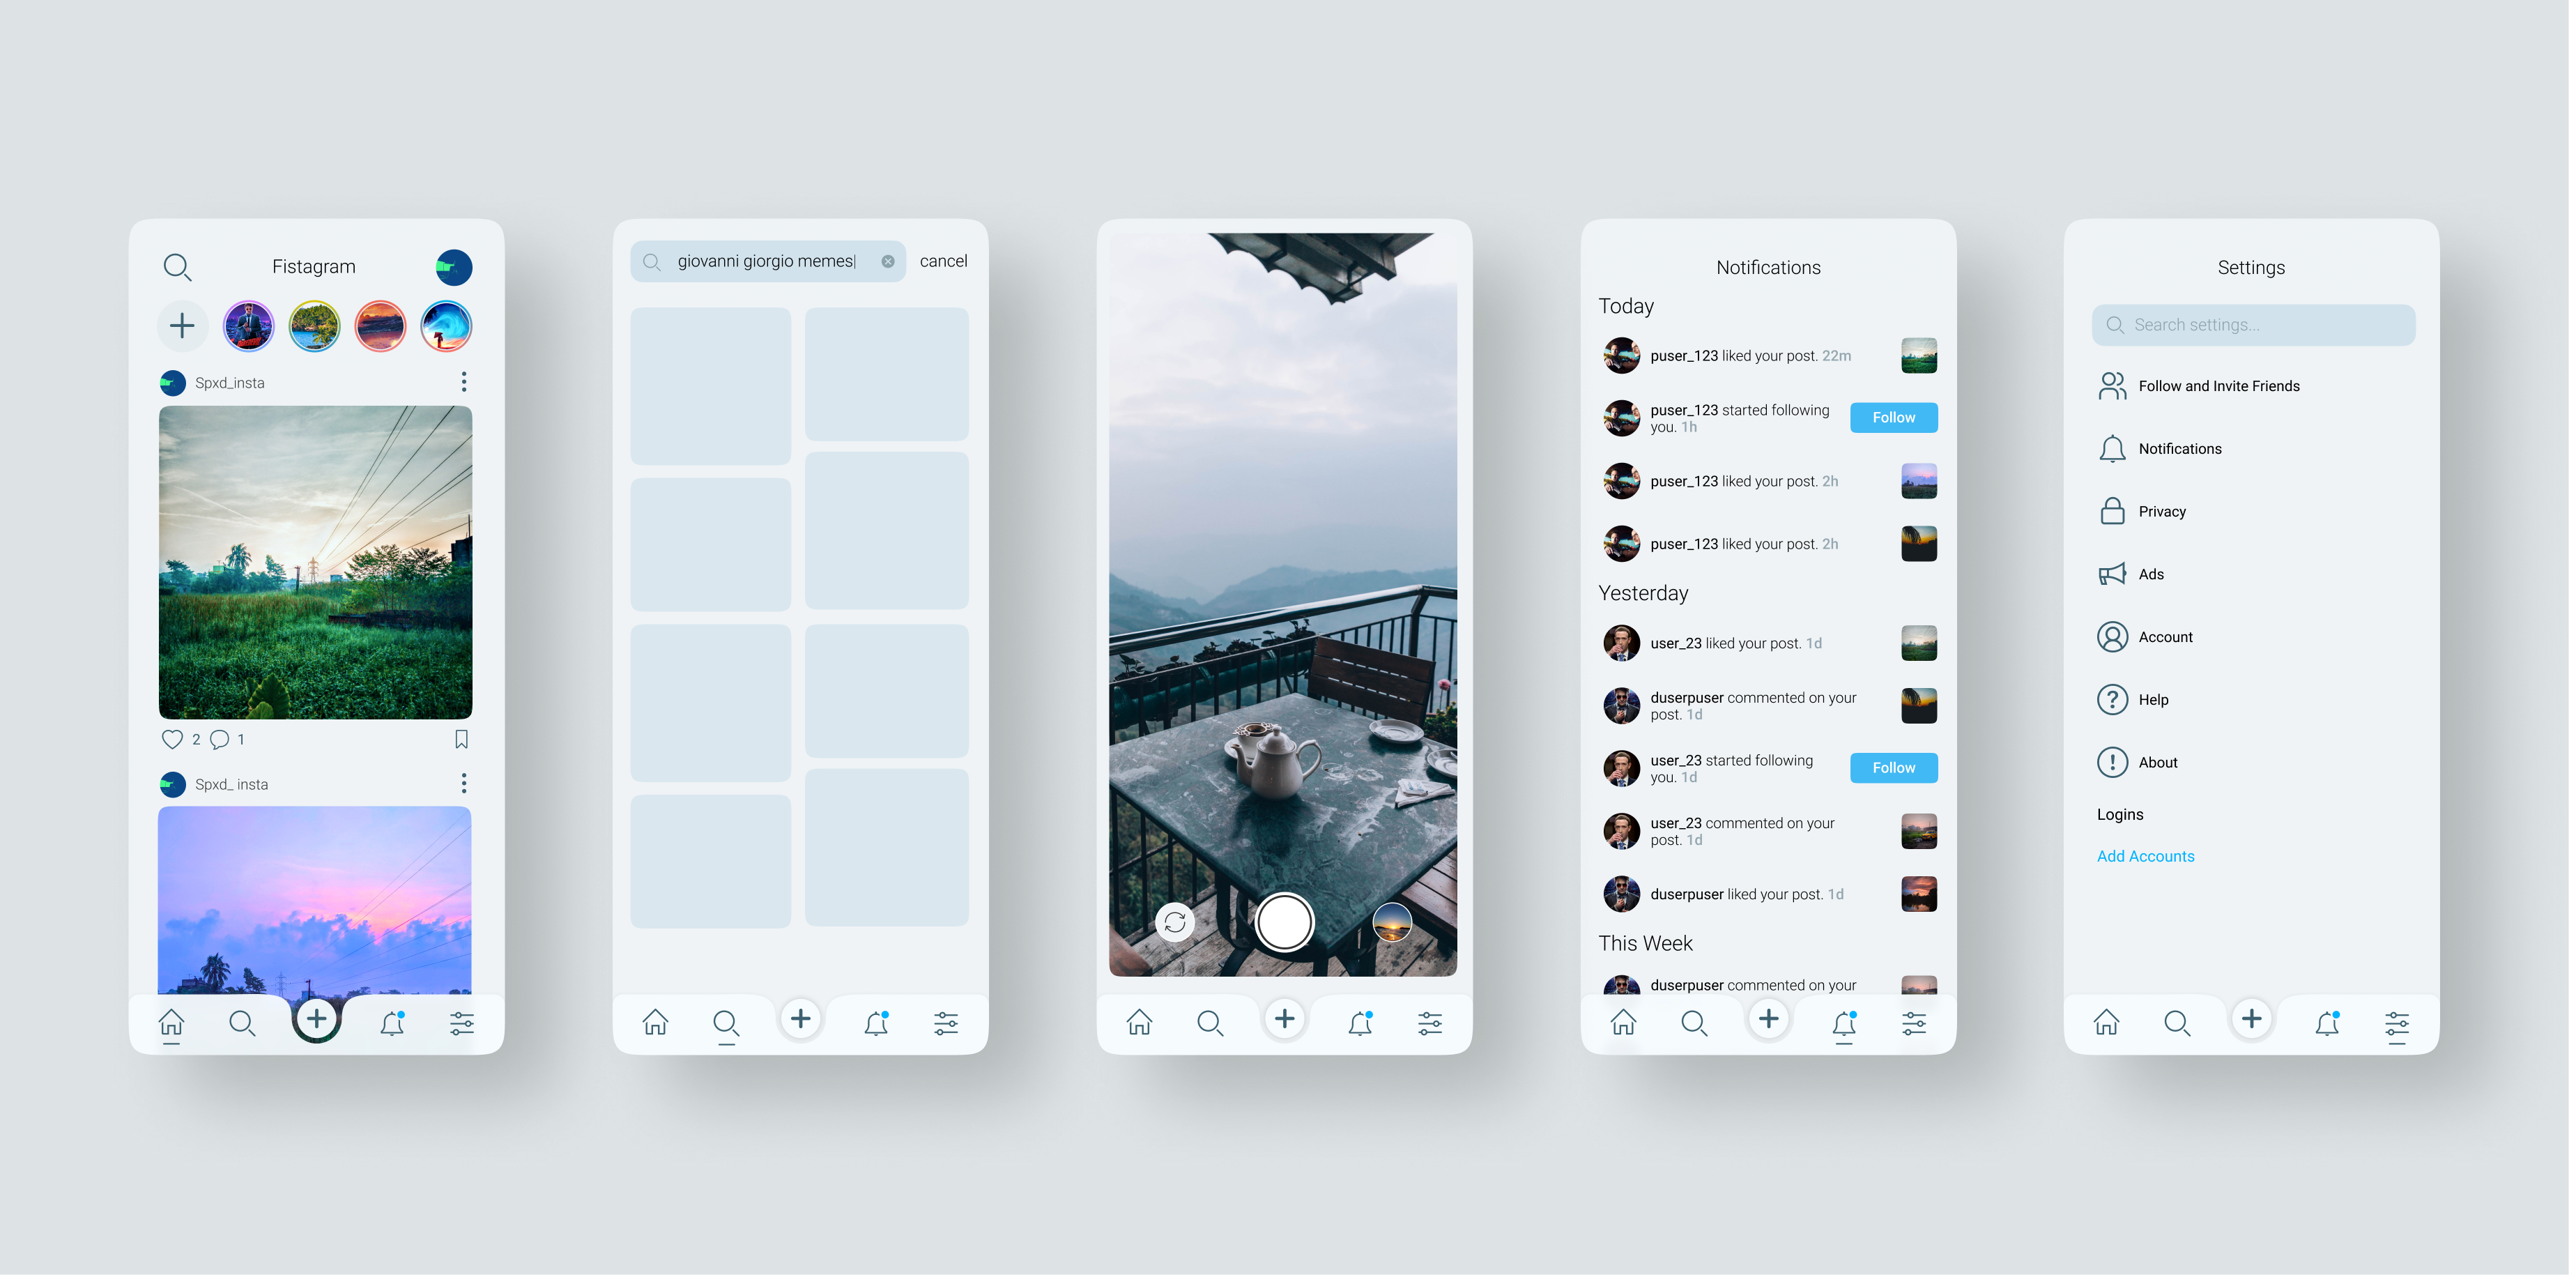 Fistagram
Spxd_insta
2 1
Spxd_ insta
giovanni giorgio memes
cancel
Notifications
Today
puser_123 liked your post. 22m
puser_123 started following
you. 1h
Follow
puser_123 liked your post. 2h
puser_123 liked your post. 2h
Yesterday
user_23 liked your post. 1d
duserpuser commented on your
post. 1d
user_23 started following
you. 1d
Follow
user_23 commented on your
post. 1d
duserpuser liked your post. 1d
This Week
duserpuser commented on your
Settings
Search settings...
Follow and Invite Friends
Notifications
Privacy
Ads
Account
Help
About
Logins
Add Accounts